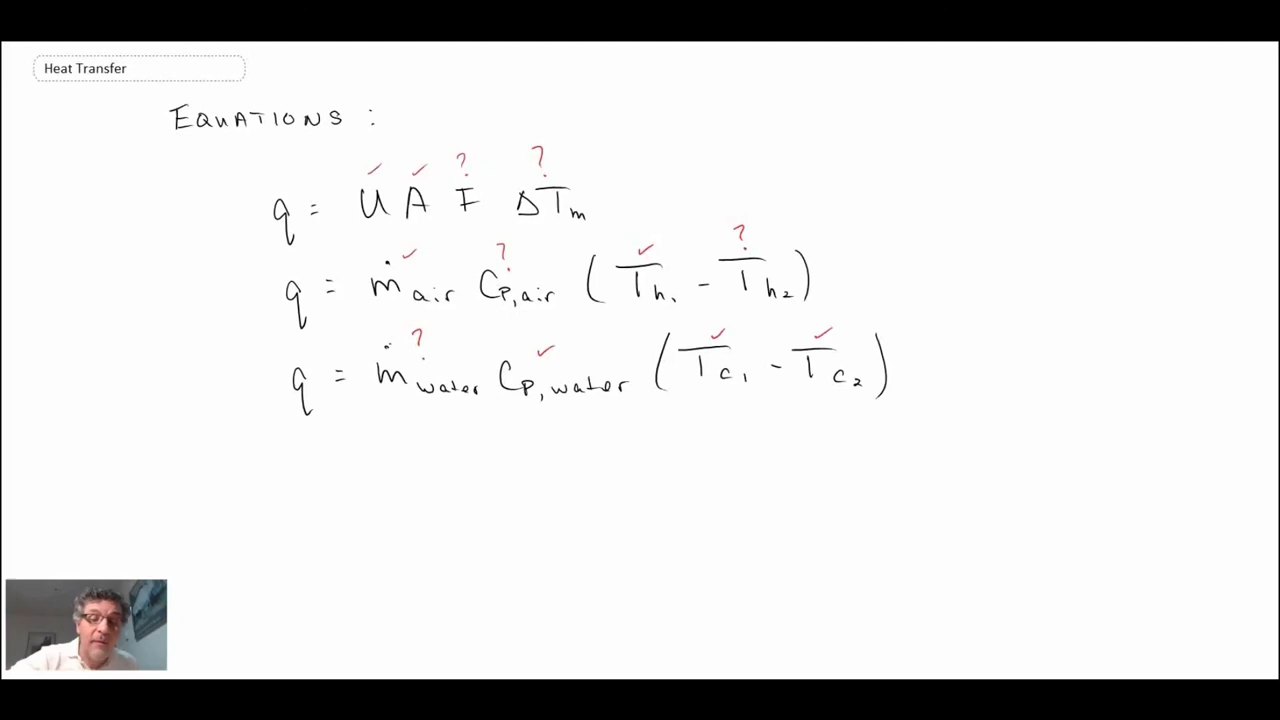 Heat Transfer
EQUATIONS :
✓ ✓ ? ?
q = U A F ΔTm
✓ ? ✓ ?
q = ṁair Cp,air (Th1 - Th2)
? ✓ ✓ ✓
q = ṁwater Cp,water (Tc1 - Tc2)